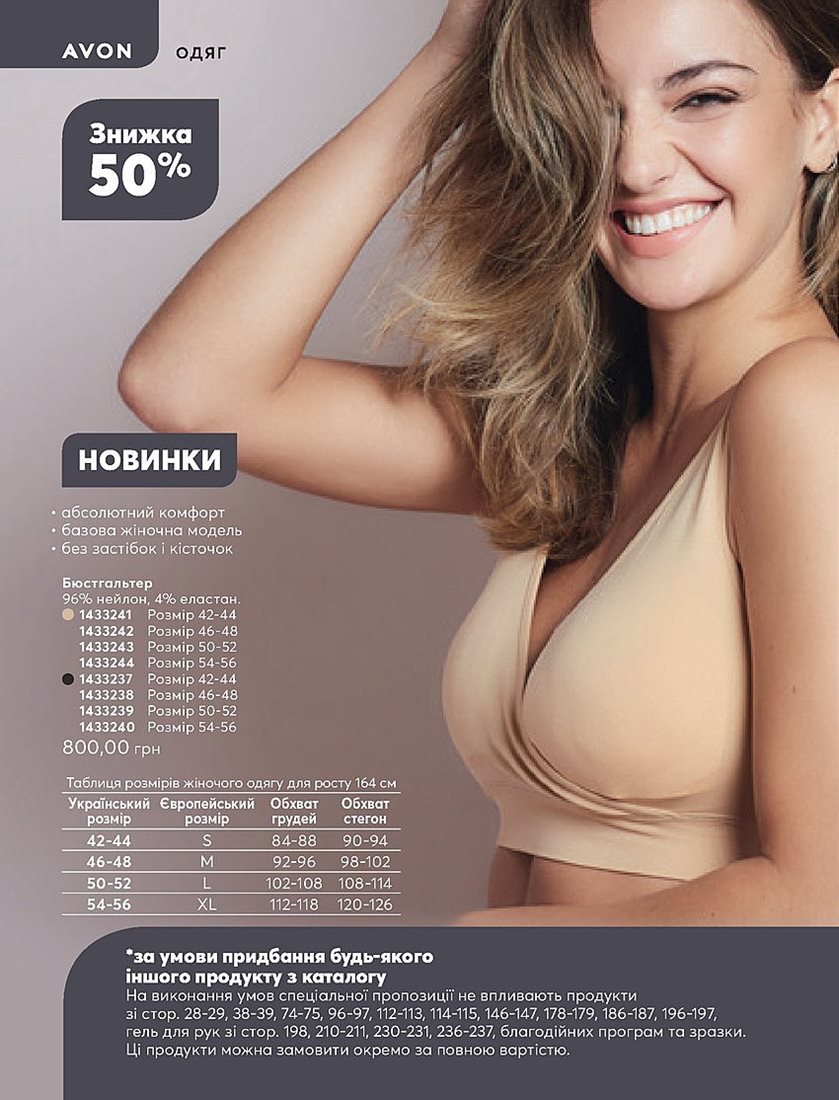 AVON ОДЯГ
Знижка
50%
НОВИНКИ
• абсолютний комфорт
• базова жіночна модель
• без застібок і кісточок
Бюстгальтер
96% нейлон, 4% еластан.
1433241 Розмір 42-44
1433242 Розмір 46-48
1433243 Розмір 50-52
1433244 Розмір 54-56
1433237 Розмір 42-44
1433238 Розмір 46-48
1433239 Розмір 50-52
1433240 Розмір 54-56
800,00 грн
Таблиця розмірів жіночого одягу для росту 164 см
Український Європейський Обхват Обхват
розмір розмір грудей стегон
42-44 S 84-88 90-94
46-48 M 92-96 98-102
50-52 L 102-108 108-114
54-56 XL 112-118 120-126
*за умови придбання будь-якого
іншого продукту з каталогу
На виконання умов спеціальної пропозиції не впливають продукти
зі стор. 28-29, 38-39, 74-75, 96-97, 112-113, 114-115, 146-147, 178-179, 186-187, 196-197,
гель для рук зі стор. 198, 210-211, 230-231, 236-237, благодійних програм та зразки.
Ці продукти можна замовити окремо за повною вартістю.